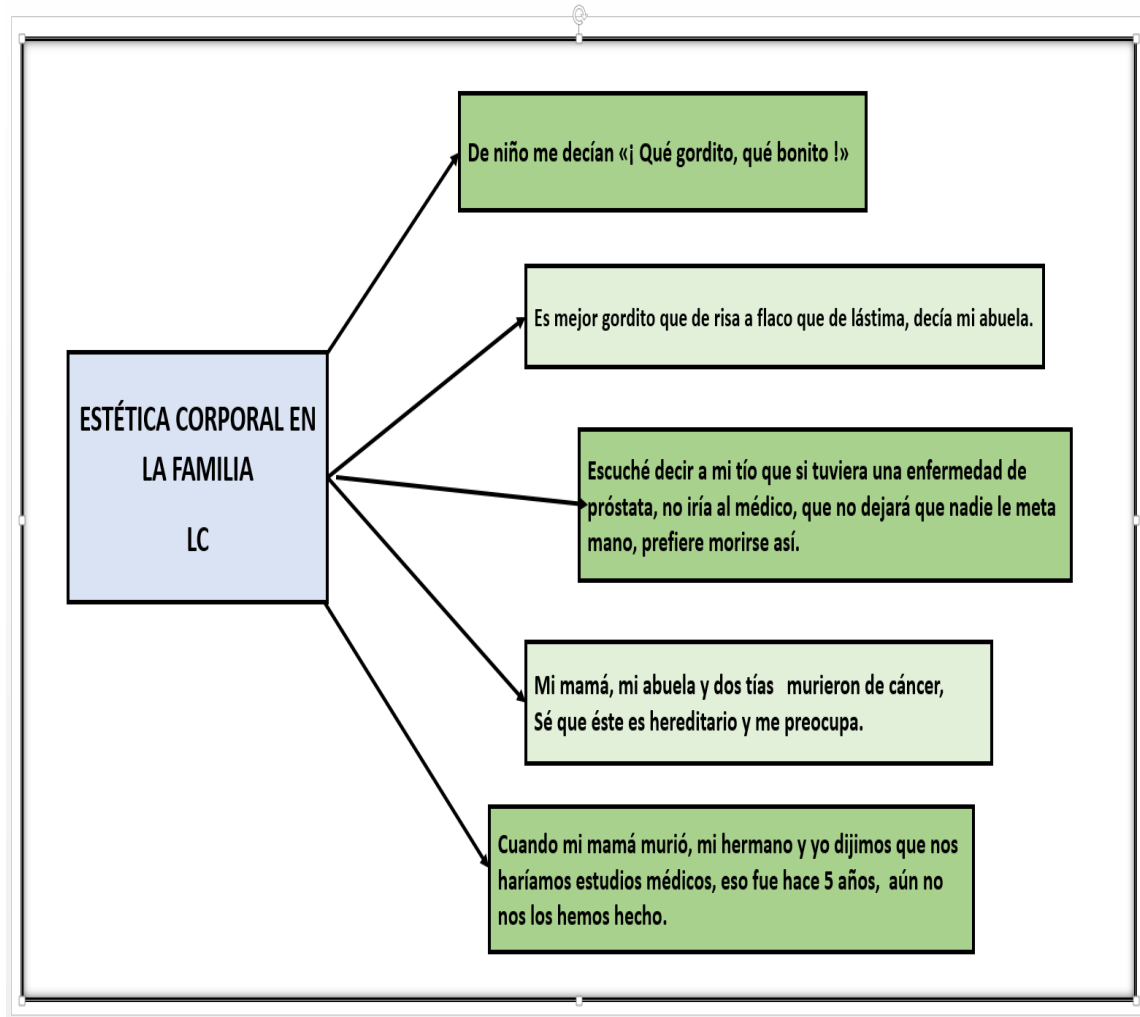 De niño me decían «¡ Qué gordito, qué bonito !»
Es mejor gordito que de risa a flaco que de lástima, decía mi abuela.
ESTÉTICA CORPORAL EN
LA FAMILIA
LC
Escuché decir a mi tío que si tuviera una enfermedad de
próstata, no iría al médico, que no dejará que nadie le meta
mano, prefiere morirse así.
Mi mamá, mi abuela y dos tías murieron de cáncer,
Sé que éste es hereditario y me preocupa.
Cuando mi mamá murió, mi hermano y yo dijimos que nos
haríamos estudios médicos, eso fue hace 5 años, aún no
nos los hemos hecho.